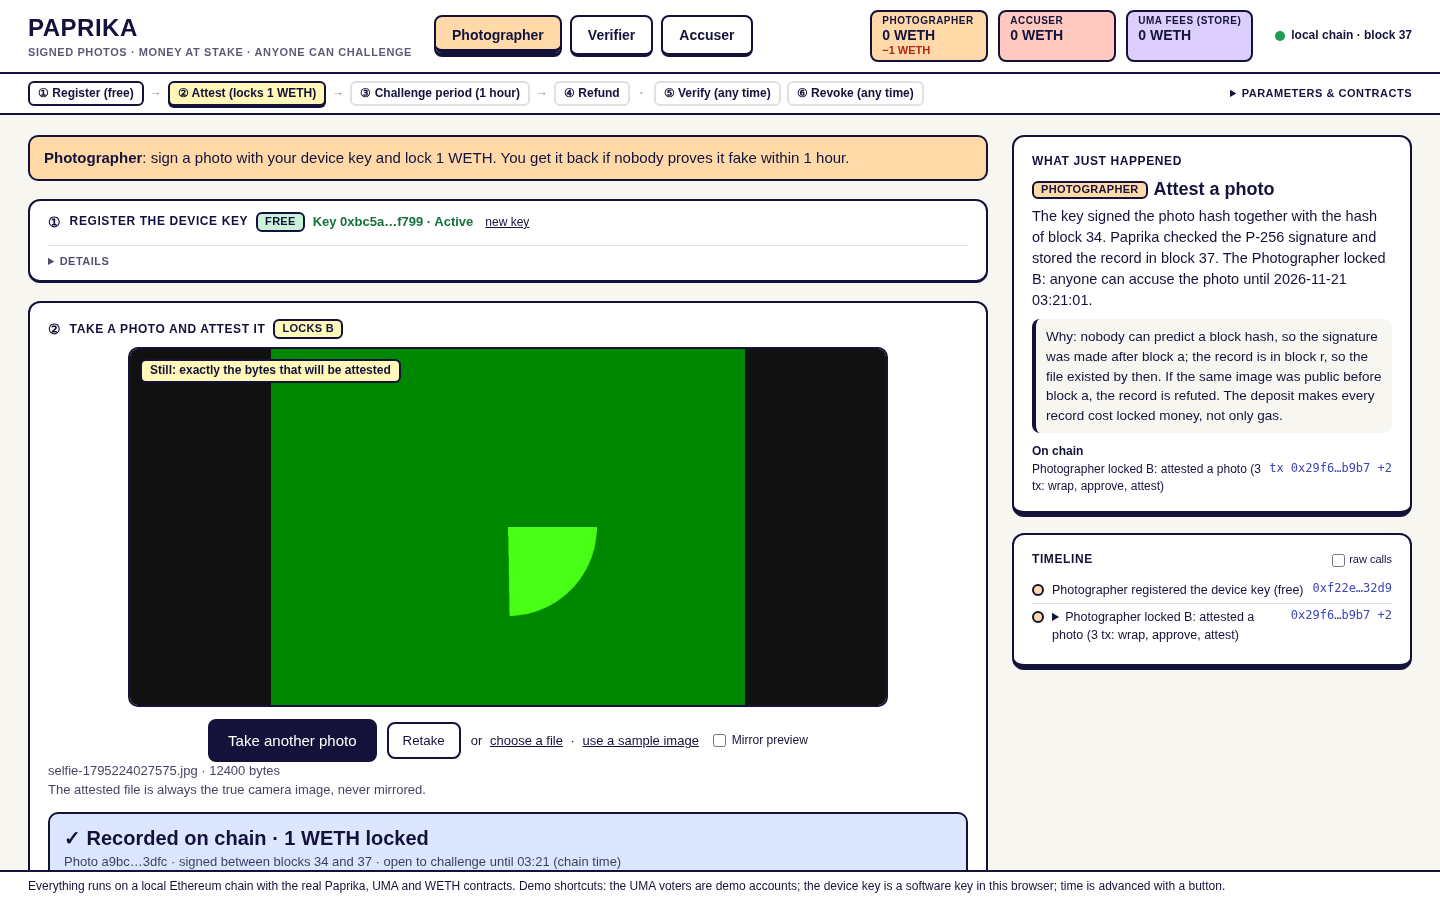 PAPRIKA
SIGNED PHOTOS · MONEY AT STAKE · ANYONE CAN CHALLENGE
Photographer
Verifier
Accuser
PHOTOGRAPHER
0 WETH
−1 WETH
ACCUSER
0 WETH
UMA FEES (STORE)
0 WETH
local chain · block 37
① Register (free) → ② Attest (locks 1 WETH) → ③ Challenge period (1 hour) → ④ Refund · ⑤ Verify (any time) ⑥ Revoke (any time)
▶ PARAMETERS & CONTRACTS
Photographer: sign a photo with your device key and lock 1 WETH. You get it back if nobody proves it fake within 1 hour.
① REGISTER THE DEVICE KEY FREE Key 0xbc5a…f799 · Active new key
▶ DETAILS
② TAKE A PHOTO AND ATTEST IT LOCKS B
Still: exactly the bytes that will be attested
Take another photo
Retake
or choose a file · use a sample image
Mirror preview
selfie-1795224027575.jpg · 12400 bytes
The attested file is always the true camera image, never mirrored.
✓ Recorded on chain · 1 WETH locked
Photo a9bc…3dfc · signed between blocks 34 and 37 · open to challenge until 03:21 (chain time)
WHAT JUST HAPPENED
PHOTOGRAPHER Attest a photo
The key signed the photo hash together with the hash
of block 34. Paprika checked the P-256 signature and
stored the record in block 37. The Photographer locked
B: anyone can accuse the photo until 2026-11-21
03:21:01.
Why: nobody can predict a block hash, so the signature
was made after block a; the record is in block r, so the
file existed by then. If the same image was public before
block a, the record is refuted. The deposit makes every
record cost locked money, not only gas.
On chain
Photographer locked B: attested a photo (3 tx 0x29f6…b9b7 +2
tx: wrap, approve, attest)
TIMELINE
raw calls
Photographer registered the device key (free) 0xf22e…32d9
▶ Photographer locked B: attested a 0x29f6…b9b7 +2
photo (3 tx: wrap, approve, attest)
Everything runs on a local Ethereum chain with the real Paprika, UMA and WETH contracts. Demo shortcuts: the UMA voters are demo accounts; the device key is a software key in this browser; time is advanced with a button.